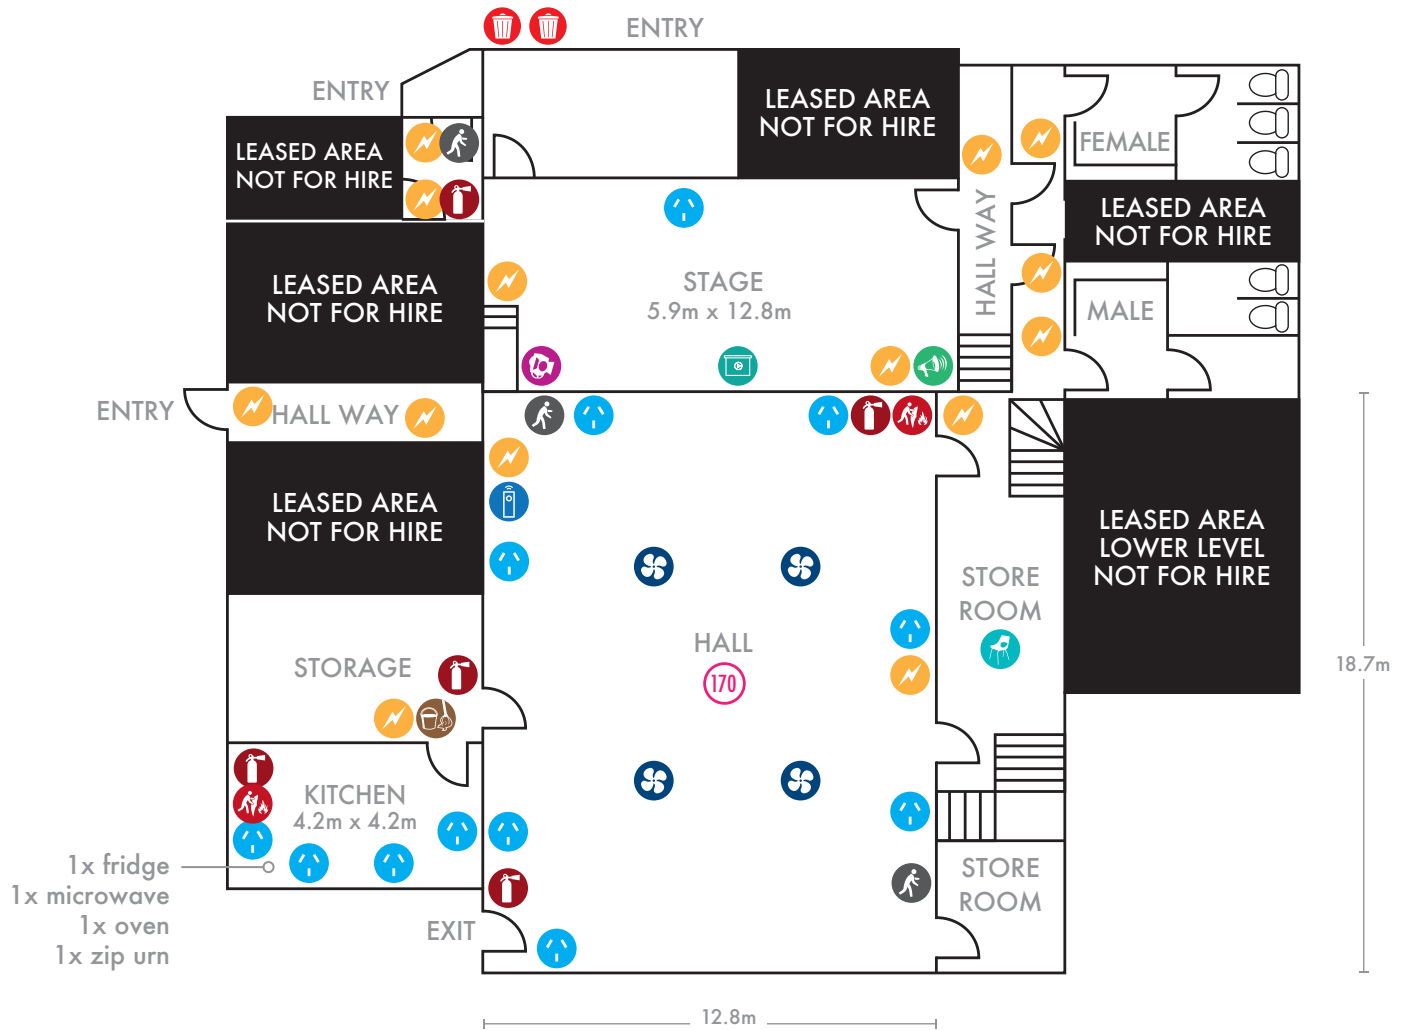 ENTRY
ENTRY
LEASED AREA
NOT FOR HIRE
LEASED AREA
NOT FOR HIRE
FEMALE
LEASED AREA
NOT FOR HIRE
HALL WAY
LEASED AREA
NOT FOR HIRE
STAGE
5.9m x 12.8m
MALE
ENTRY
HALL WAY
LEASED AREA
NOT FOR HIRE
LEASED AREA
LOWER LEVEL
NOT FOR HIRE
STORE
ROOM
HALL
170
STORAGE
18.7m
KITCHEN
4.2m x 4.2m
1x fridge
1x microwave
1x oven
1x zip urn
EXIT
STORE
ROOM
12.8m